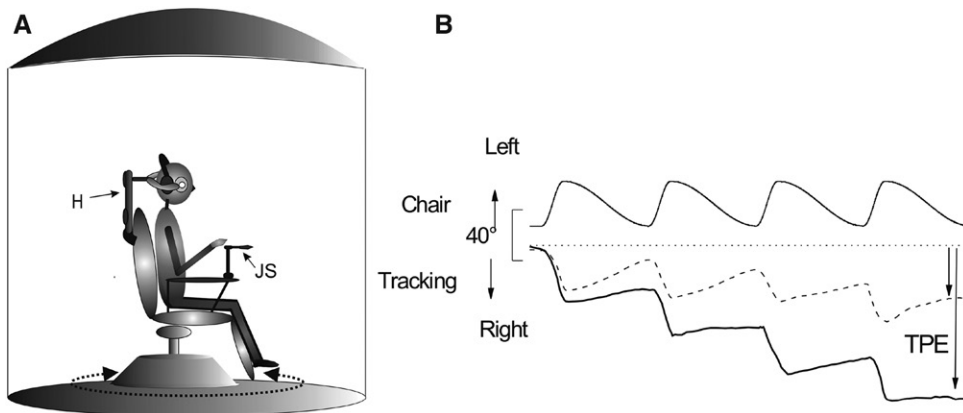 A
H
JS
B
Left
Chair
40°
Tracking
Right
TPE